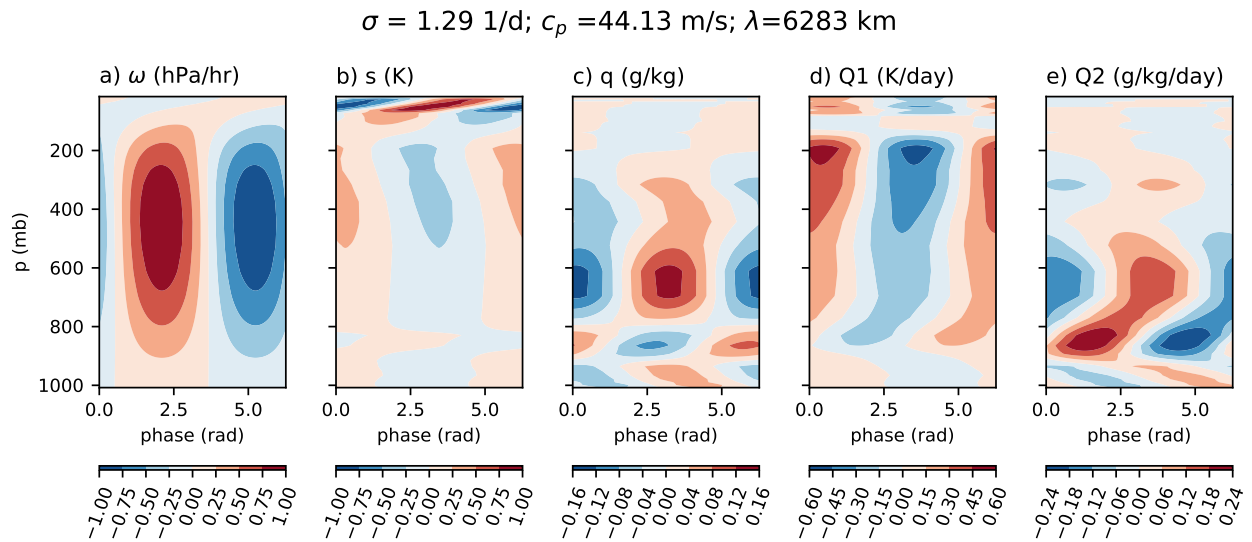 σ = 1.29 1/d; cp =44.13 m/s; λ=6283 km
a) ω (hPa/hr)
b) s (K)
c) q (g/kg)
d) Q1 (K/day)
e) Q2 (g/kg/day)
p (mb)
200
400
600
800
1000
0.0 2.5 5.0
0.0 2.5 5.0
0.0 2.5 5.0
0.0 2.5 5.0
0.0 2.5 5.0
phase (rad)
phase (rad)
phase (rad)
phase (rad)
phase (rad)
−1.00 −0.75 −0.50 −0.25 0.00 0.25 0.50 0.75 1.00
−1.00 −0.75 −0.50 −0.25 0.00 0.25 0.50 0.75 1.00
−0.16 −0.12 −0.08 −0.04 0.00 0.04 0.08 0.12 0.16
−0.60 −0.45 −0.30 −0.15 0.00 0.15 0.30 0.45 0.60
−0.24 −0.18 −0.12 −0.06 0.00 0.06 0.12 0.18 0.24